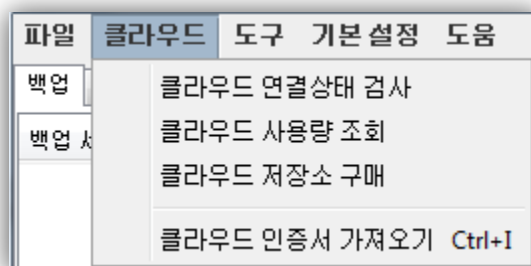 파일 클라우드 도구 기본 설정 도움
백업 클라우드 연결상태 검사
백업 클라우드 사용량 조회
클라우드 저장소 구매
클라우드 인증서 가져오기 Ctrl+I